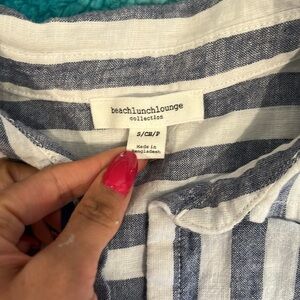 beachlunchlounge
collection
S/CH/P
Made in
Bangladesh